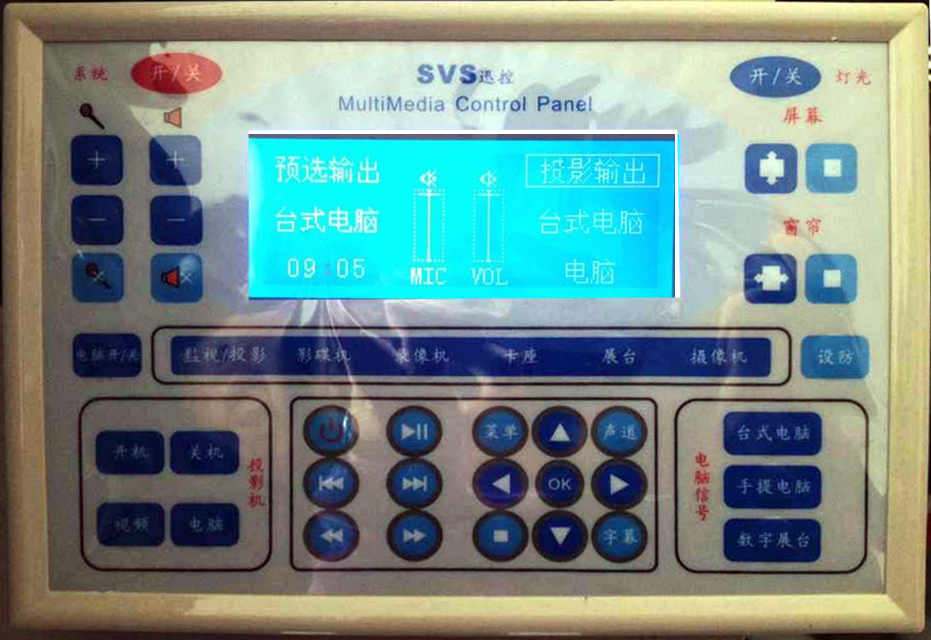 系统 开/关
SVS迅控
MultiMedia Control Panel
开/关 灯光
屏幕
预选输出
台式电脑
09:05
MIC
VOL
投影输出
台式电脑
电脑
窗帘
电脑开/关
监视/投影 影碟机 录像机 卡座 展台 摄像机
设防
开机 关机
视频 电脑
投影机
菜单
声道
OK
字幕
电脑信号
台式电脑
手提电脑
数字展台